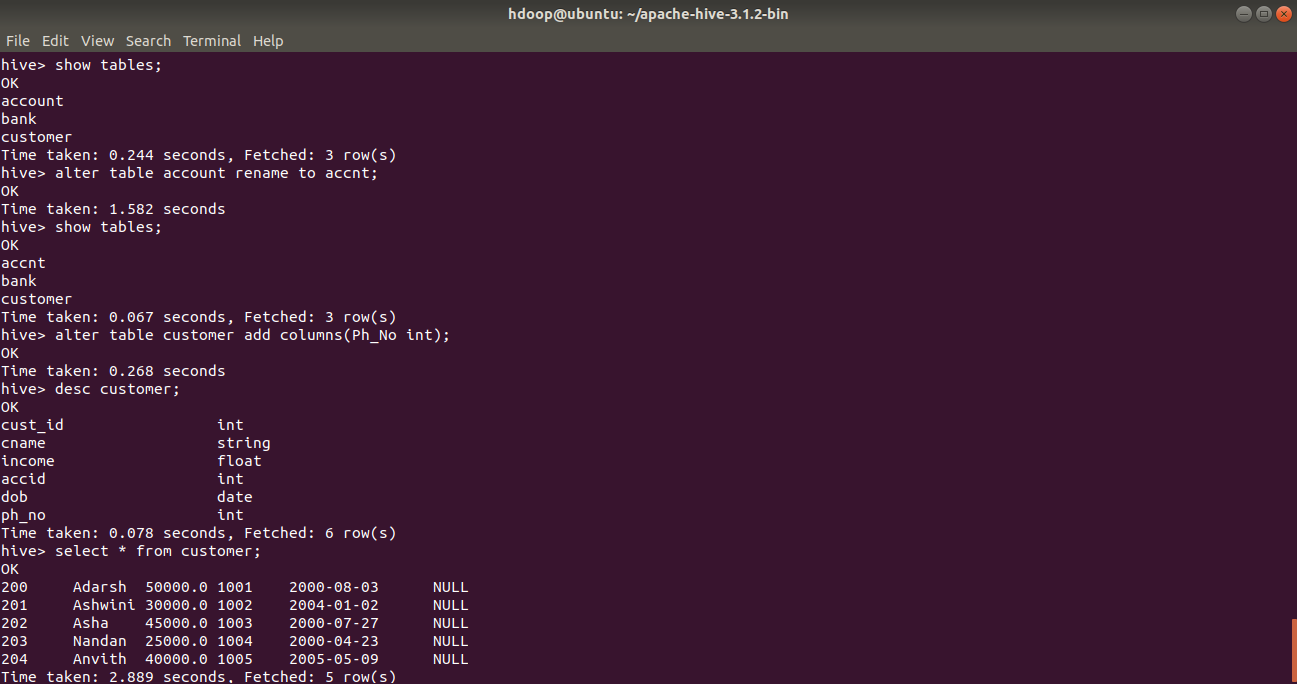 hdoop@ubuntu: ~/apache-hive-3.1.2-bin
File Edit View Search Terminal Help
hive> show tables;
OK
account
bank
customer
Time taken: 0.244 seconds, Fetched: 3 row(s)
hive> alter table account rename to accnt;
OK
Time taken: 1.582 seconds
hive> show tables;
OK
accnt
bank
customer
Time taken: 0.067 seconds, Fetched: 3 row(s)
hive> alter table customer add columns(Ph_No int);
OK
Time taken: 0.268 seconds
hive> desc customer;
OK
cust_id                 int
cname                   string
income                  float
accid                   int
dob                     date
ph_no                   int
Time taken: 0.078 seconds, Fetched: 6 row(s)
hive> select * from customer;
OK
200     Adarsh  50000.0 1001    2000-08-03      NULL
201     Ashwini 30000.0 1002    2004-01-02      NULL
202     Asha    45000.0 1003    2000-07-27      NULL
203     Nandan  25000.0 1004    2000-04-23      NULL
204     Anvith  40000.0 1005    2005-05-09      NULL
Time taken: 2.889 seconds, Fetched: 5 row(s)